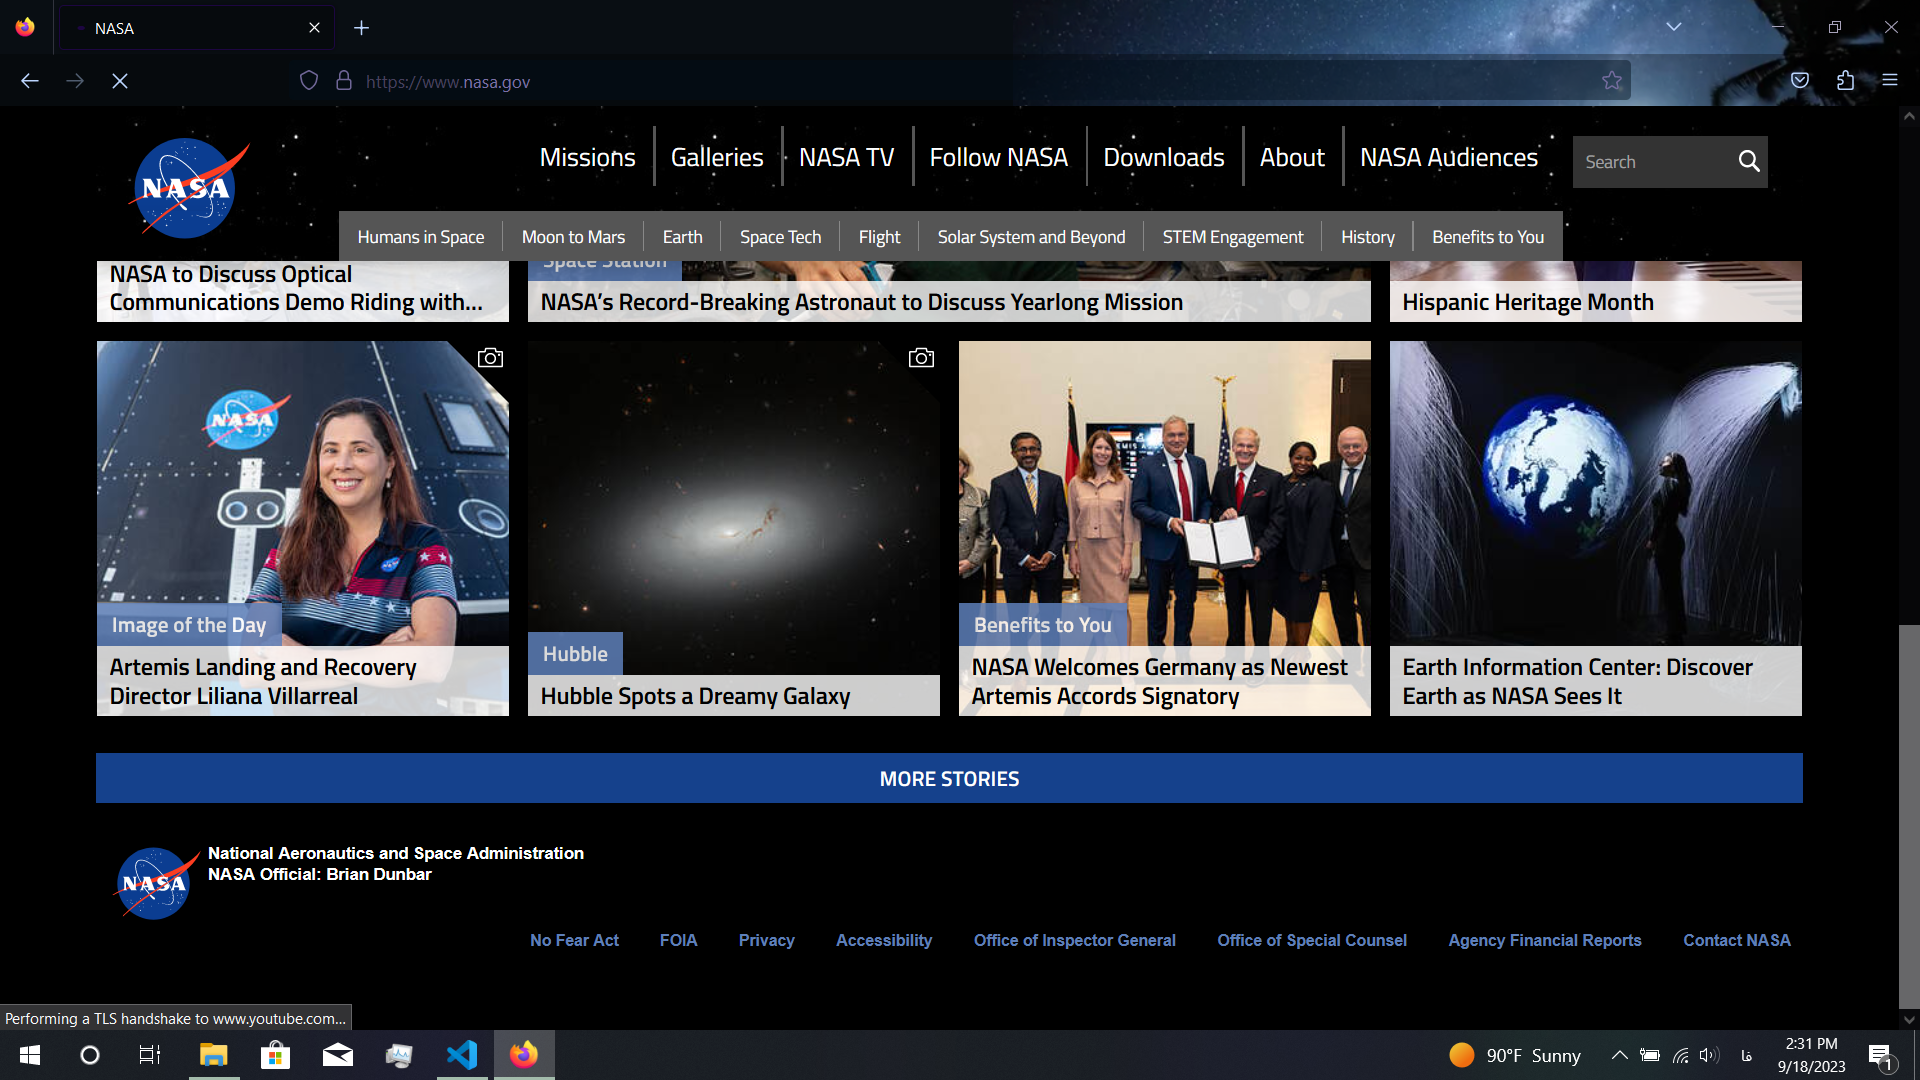 NASA
https://www.nasa.gov
NASA
Missions
Galleries
NASA TV
Follow NASA
Downloads
About
NASA Audiences
Search
Humans in Space
Moon to Mars
Earth
Space Tech
Flight
Solar System and Beyond
STEM Engagement
History
Benefits to You
NASA to Discuss Optical
Communications Demo Riding with...
Space Station
NASA’s Record-Breaking Astronaut to Discuss Yearlong Mission
Hispanic Heritage Month
NASA
Image of the Day
Artemis Landing and Recovery
Director Liliana Villarreal
Hubble
Hubble Spots a Dreamy Galaxy
Benefits to You
NASA Welcomes Germany as Newest
Artemis Accords Signatory
Earth Information Center: Discover
Earth as NASA Sees It
MORE STORIES
NASA
National Aeronautics and Space Administration
NASA Official: Brian Dunbar
No Fear Act
FOIA
Privacy
Accessibility
Office of Inspector General
Office of Special Counsel
Agency Financial Reports
Contact NASA
Performing a TLS handshake to www.youtube.com...
90°F Sunny
فا
2:31 PM
9/18/2023
1